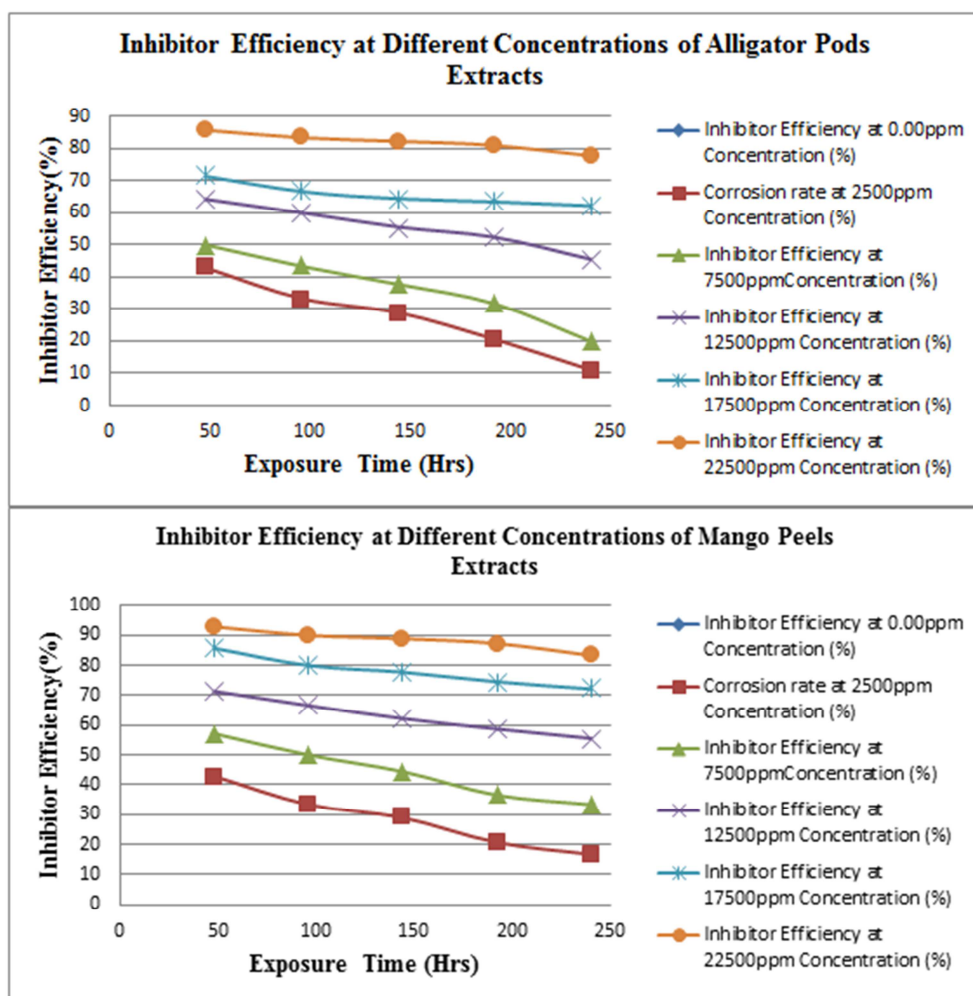 Inhibitor Efficiency at Different Concentrations of Alligator Pods
Extracts
Inhibitor Efficiency(%)
90
80
70
60
50
40
30
20
10
0
0 50 100 150 200 250
Exposure Time (Hrs)
Inhibitor Efficiency at 0.00ppm
Concentration (%)
Corrosion rate at 2500ppm
Concentration (%)
Inhibitor Efficiency at
7500ppmConcentration (%)
Inhibitor Efficiency at
12500ppm Concentration (%)
Inhibitor Efficiency at
17500ppm Concentration (%)
Inhibitor Efficiency at
22500ppm Concentration (%)
Inhibitor Efficiency at Different Concentrations of Mango Peels
Extracts
Inhibitor Efficiency(%)
100
90
80
70
60
50
40
30
20
10
0
0 50 100 150 200 250
Exposure Time (Hrs)
Inhibitor Efficiency at 0.00ppm
Concentration (%)
Corrosion rate at 2500ppm
Concentration (%)
Inhibitor Efficiency at
7500ppmConcentration (%)
Inhibitor Efficiency at
12500ppm Concentration (%)
Inhibitor Efficiency at
17500ppm Concentration (%)
Inhibitor Efficiency at
22500ppm Concentration (%)